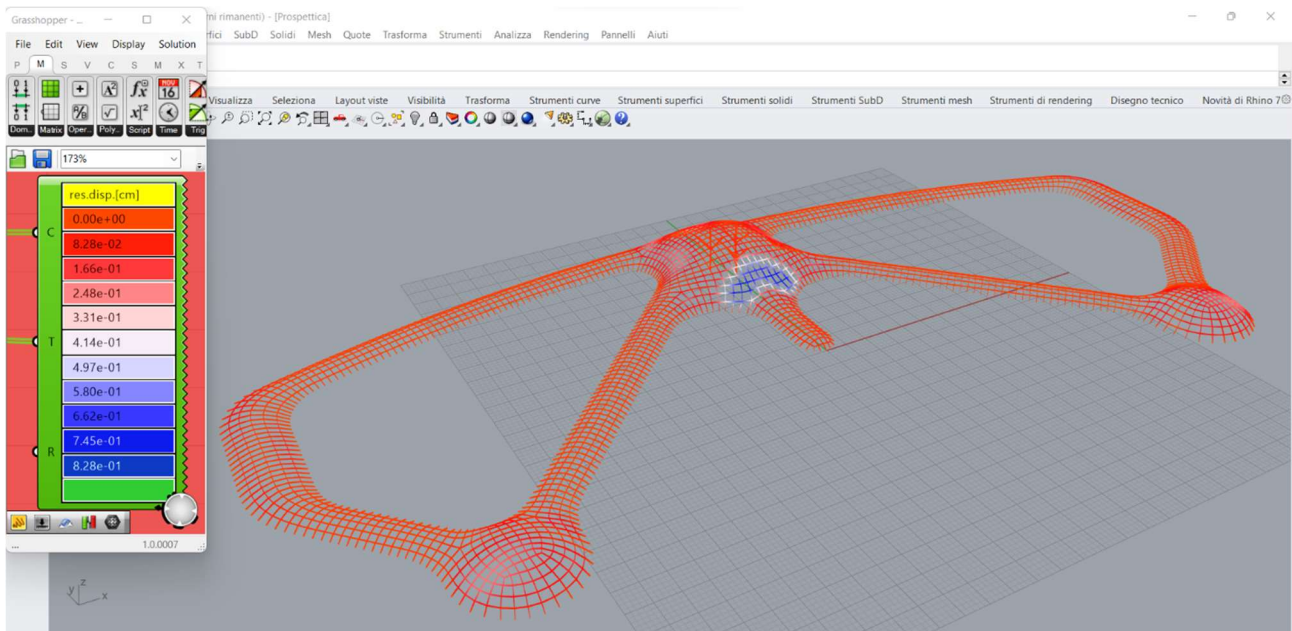 Grasshopper - ...
rni rimanenti) - [Prospettica]
File Edit View Display Solution
rfici SubD Solidi Mesh Quote Trasforma Strumenti Analizza Rendering Pannelli Aiuti
P M S V C S M X T
Visualizza Seleziona Layout viste Visibilità Trasforma Strumenti curve Strumenti superfici Strumenti solidi Strumenti SubD Strumenti mesh Strumenti di rendering Disegno tecnico Novità di Rhino 7
NOV 16
Dom.. Matrix Oper.. Poly.. Script Time Trig
173%
res.disp.[cm]
0.00e+00
C
8.28e-02
1.66e-01
2.48e-01
3.31e-01
T
4.14e-01
4.97e-01
5.80e-01
6.62e-01
7.45e-01
R
8.28e-01
... 1.0.0007
z
y
x